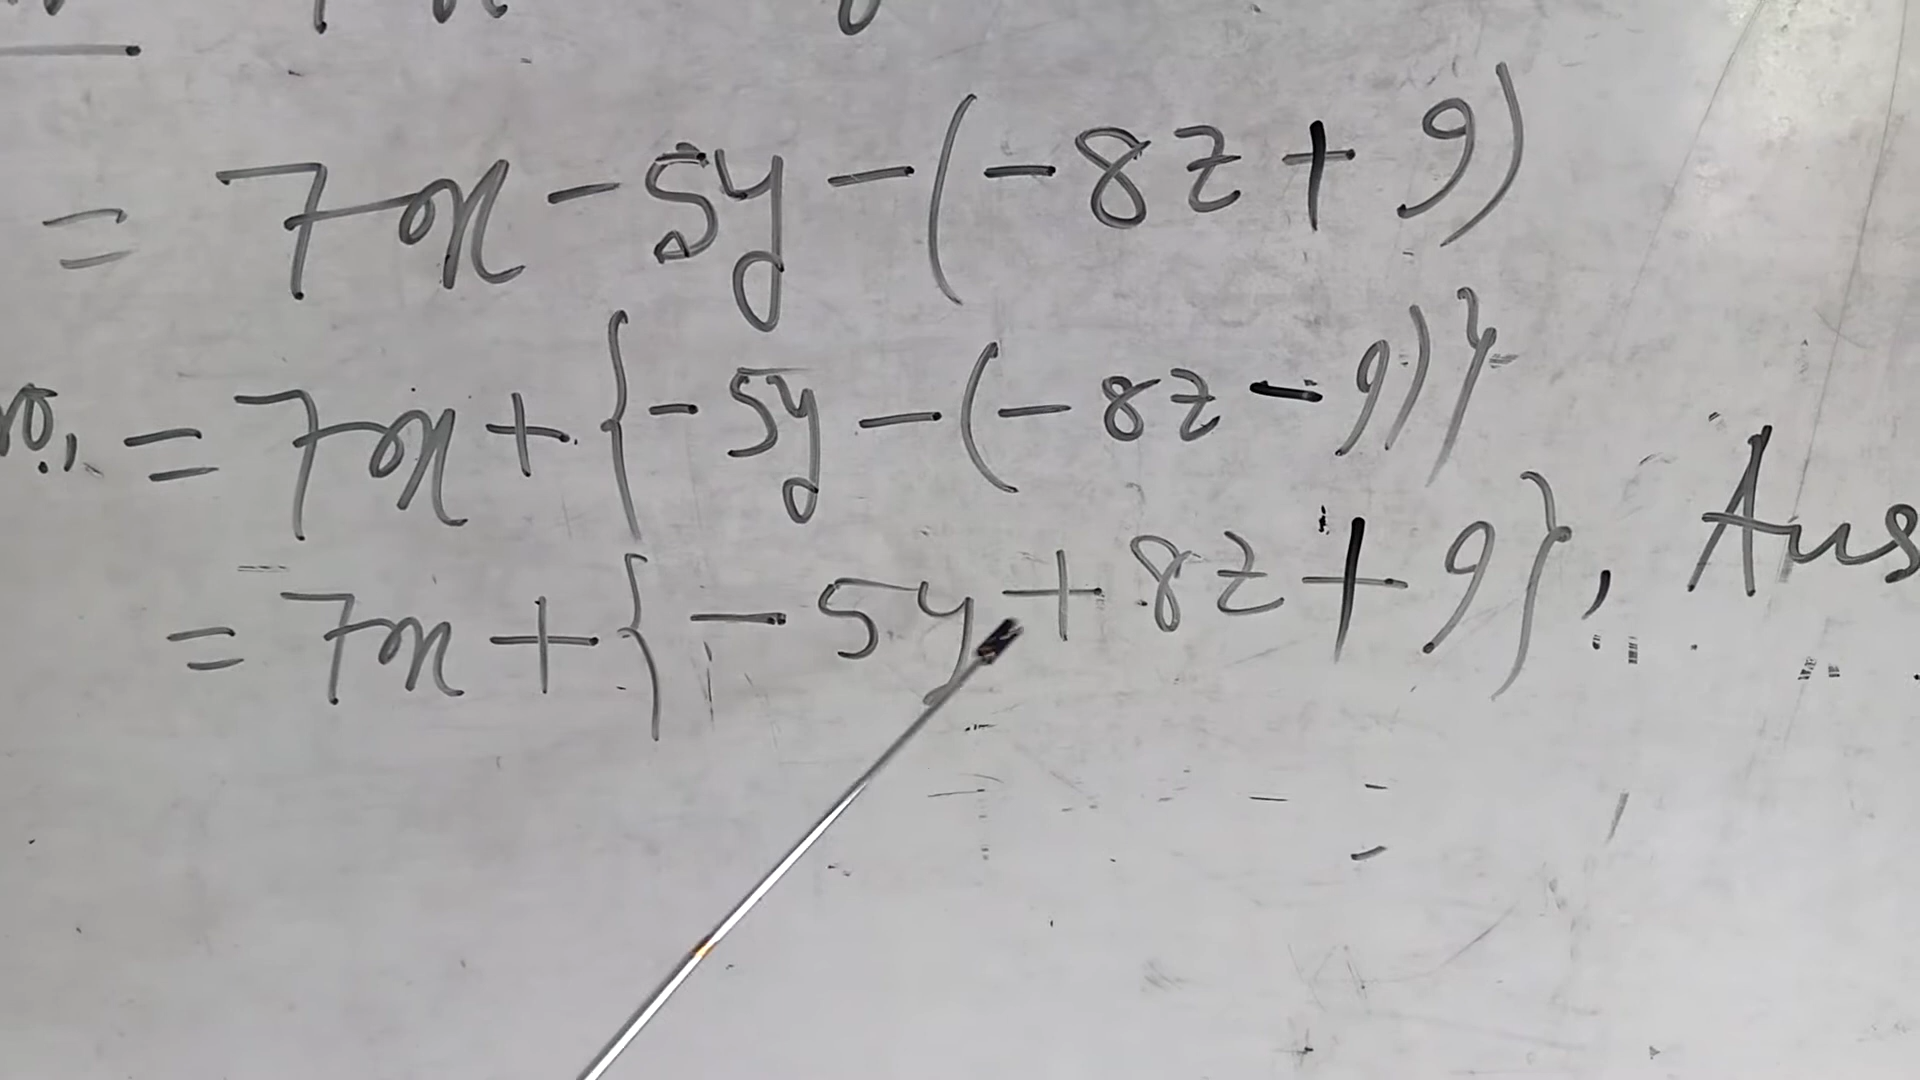 = 7x - 5y - (-8z + 9)
= 7x + {-5y - (-8z - 9)}
= 7x + {-5y + 8z + 9}, Ans